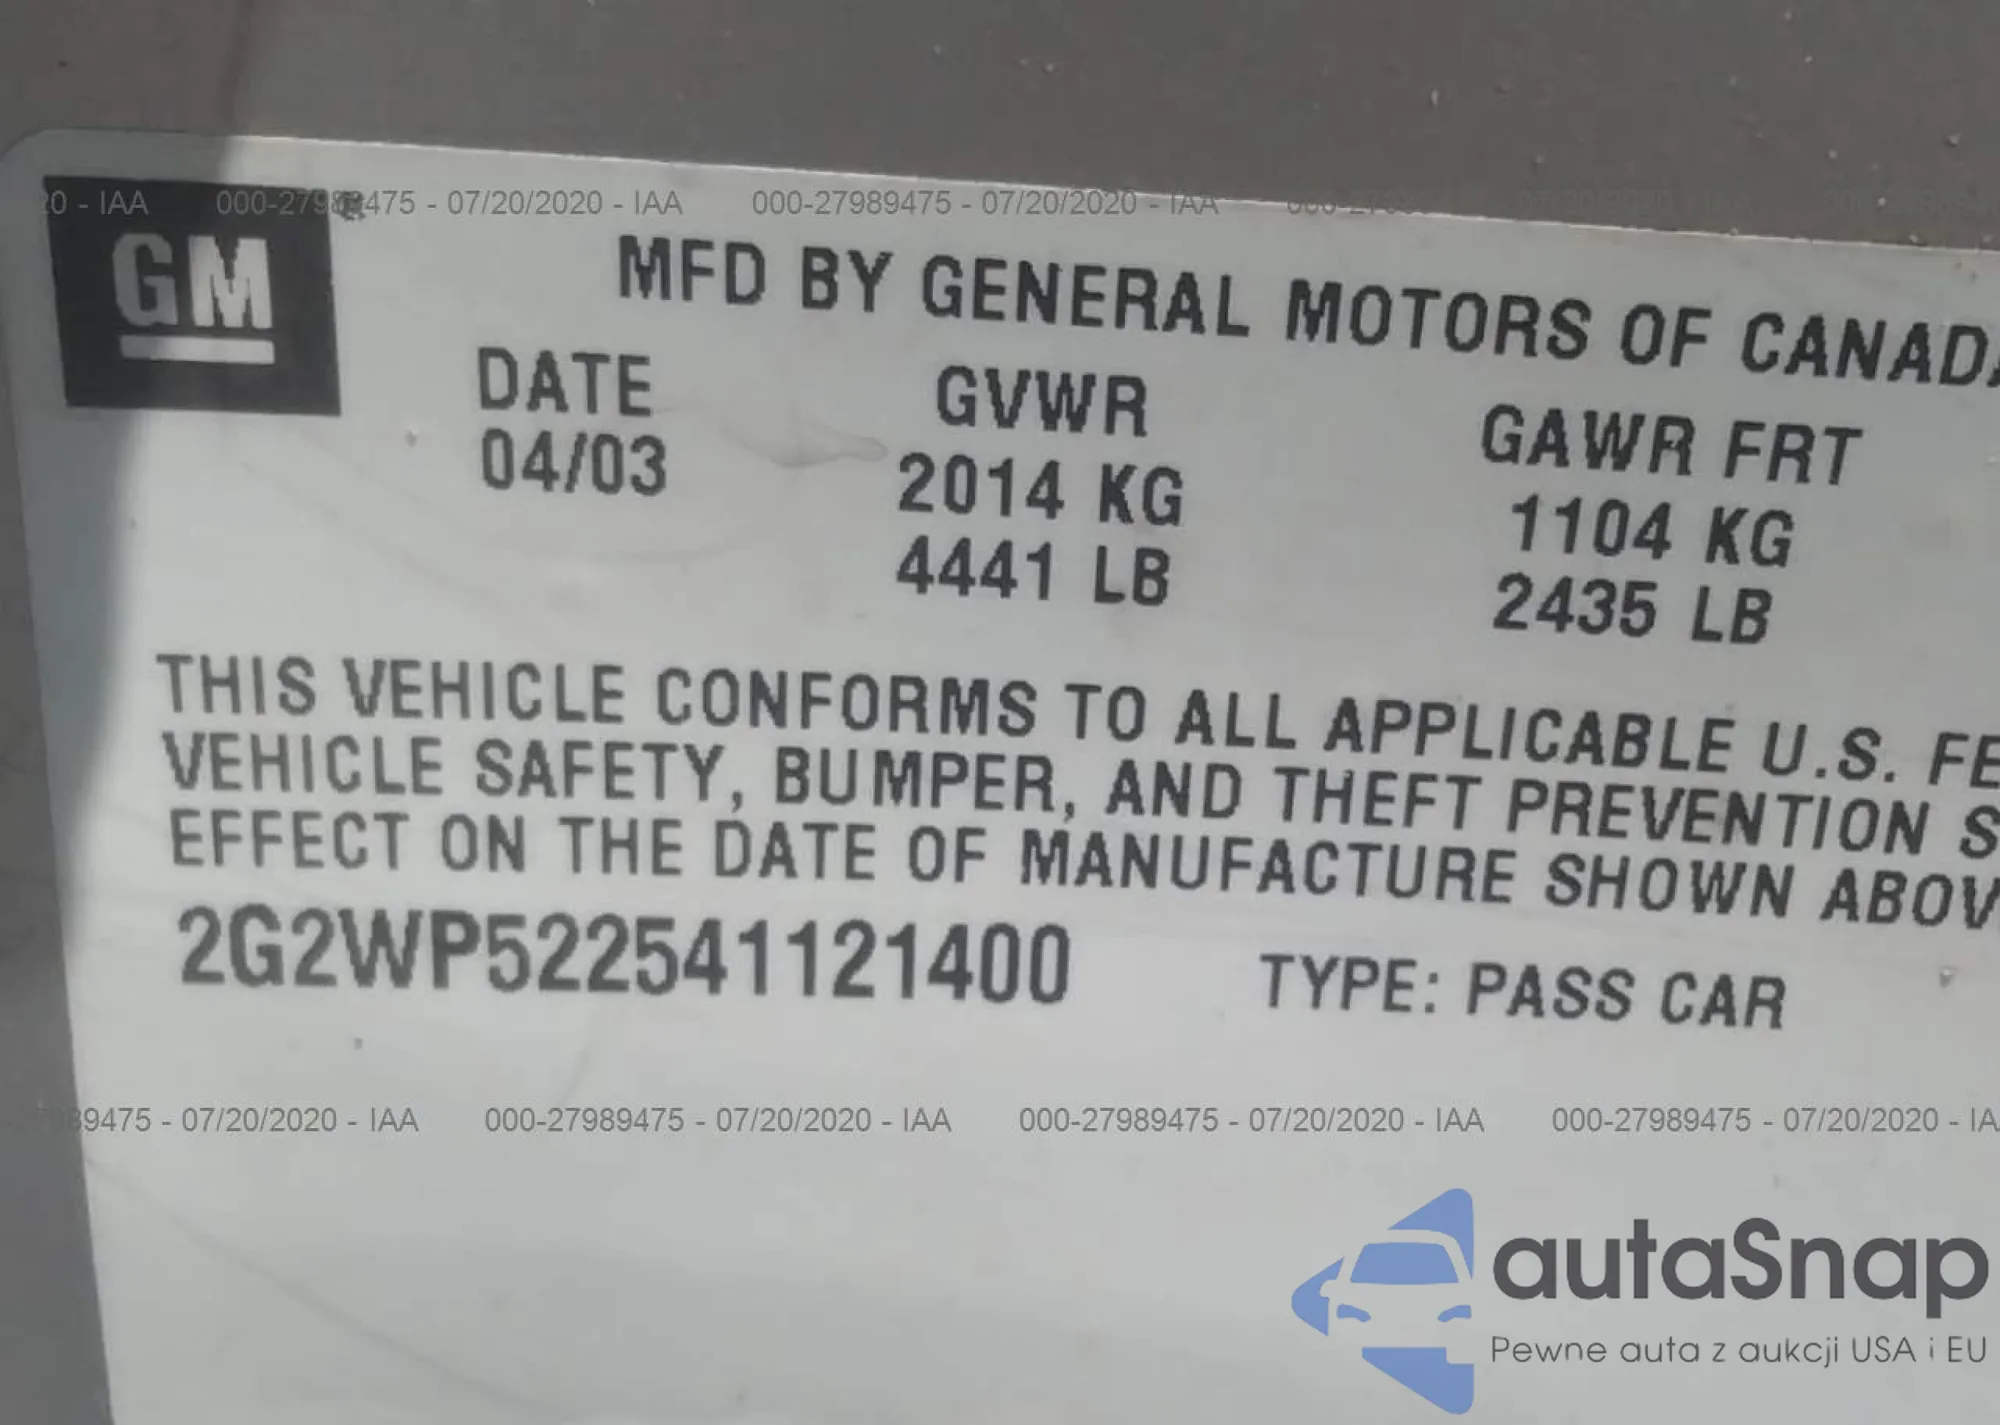 20 - IAA 000-27989475 - 07/20/2020 - IAA 000-27989475 - 07/20/2020 - IAA
GM
MFD BY GENERAL MOTORS OF CANAD
DATE GVWR GAWR FRT
04/03 2014 KG 1104 KG
4441 LB 2435 LB
THIS VEHICLE CONFORMS TO ALL APPLICABLE U.S. FE
VEHICLE SAFETY, BUMPER, AND THEFT PREVENTION S
EFFECT ON THE DATE OF MANUFACTURE SHOWN ABOV
2G2WP522541121400 TYPE: PASS CAR
89475 - 07/20/2020 - IAA 000-27989475 - 07/20/2020 - IAA 000-27989475 - 07/20/2020 - IAA 000-27989475 - 07/20/2020 - IA
autaSnap
Pewne auta z aukcji USA i EU